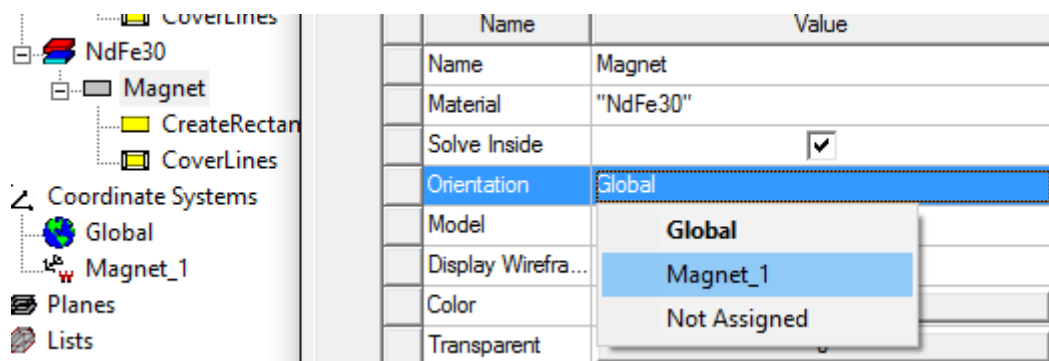 CoverLines
NdFe30
Magnet
CreateRectan
CoverLines
Coordinate Systems
Global
Magnet_1
Planes
Lists
Name Value
Name Magnet
Material "NdFe30"
Solve Inside
Orientation Global
Model
Display Wirefra...
Color
Transparent
Global
Magnet_1
Not Assigned